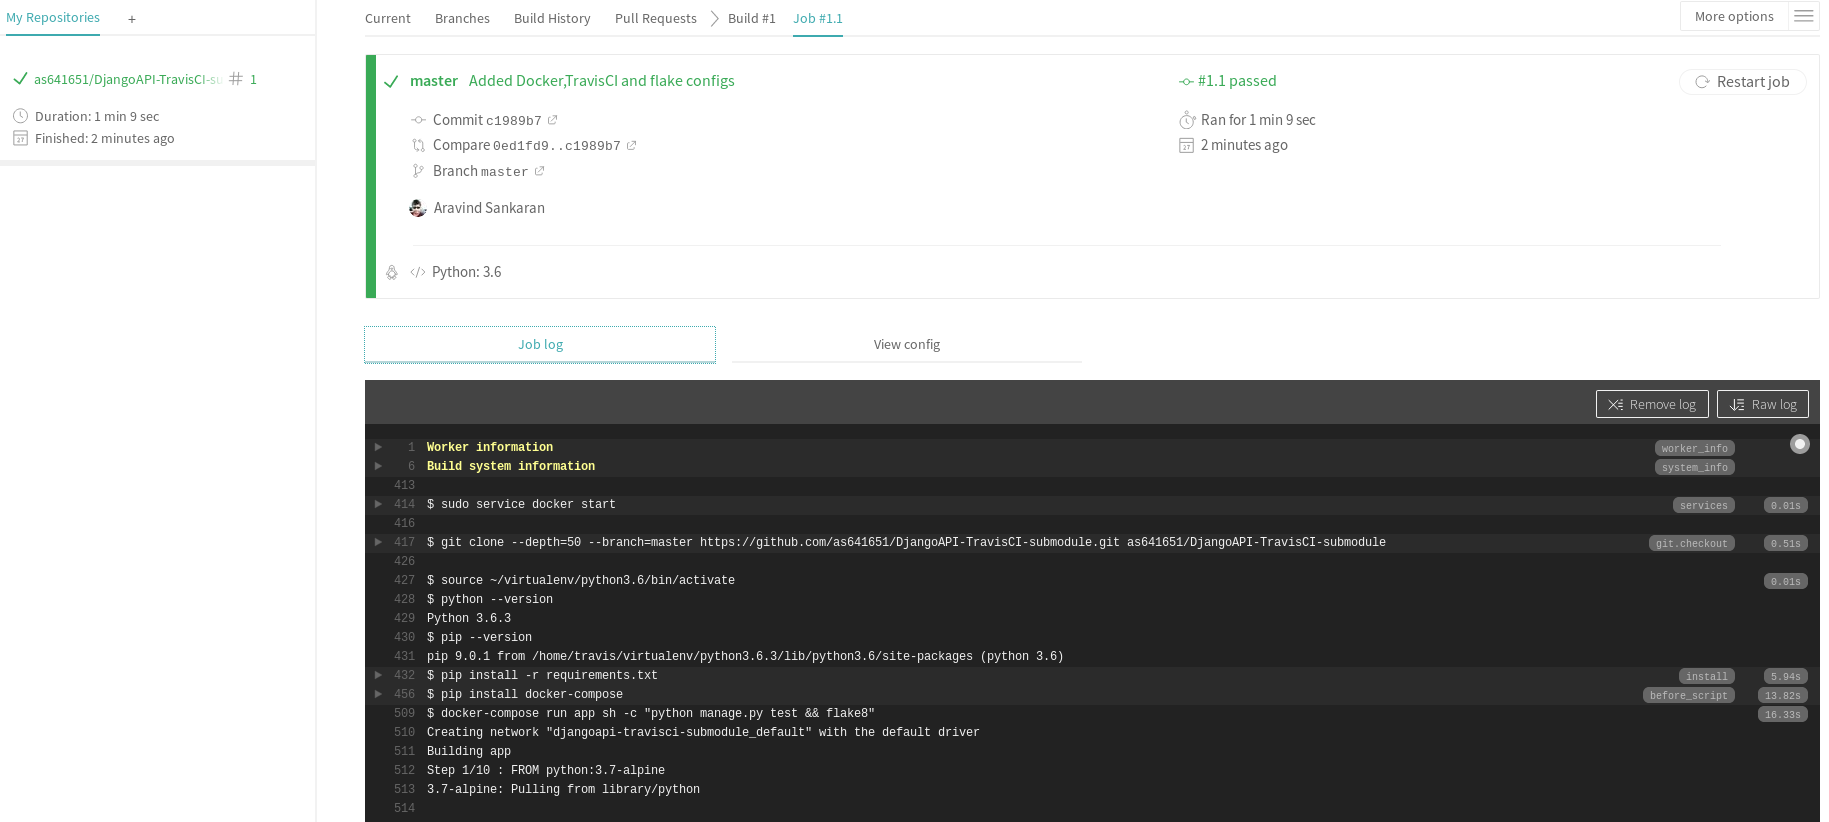 My Repositories +
Current Branches Build History Pull Requests Build #1 Job #1.1
More options
as641651/DjangoAPI-TravisCI-su # 1
Duration: 1 min 9 sec
Finished: 2 minutes ago
master Added Docker,TravisCI and flake configs
#1.1 passed
Restart job
Commit c1989b7
Ran for 1 min 9 sec
Compare 0ed1fd9..c1989b7
2 minutes ago
Branch master
Aravind Sankaran
Python: 3.6
Job log
View config
Remove log
Raw log
1 Worker information worker_info
6 Build system information system_info
413
414 $ sudo service docker start services 0.01s
416
417 $ git clone --depth=50 --branch=master https://github.com/as641651/DjangoAPI-TravisCI-submodule.git as641651/DjangoAPI-TravisCI-submodule git.checkout 0.51s
426
427 $ source ~/virtualenv/python3.6/bin/activate 0.01s
428 $ python --version
429 Python 3.6.3
430 $ pip --version
431 pip 9.0.1 from /home/travis/virtualenv/python3.6.3/lib/python3.6/site-packages (python 3.6)
432 $ pip install -r requirements.txt install 5.94s
456 $ pip install docker-compose before_script 13.82s
509 $ docker-compose run app sh -c "python manage.py test && flake8" 16.33s
510 Creating network "djangoapi-travisci-submodule_default" with the default driver
511 Building app
512 Step 1/10 : FROM python:3.7-alpine
513 3.7-alpine: Pulling from library/python
514